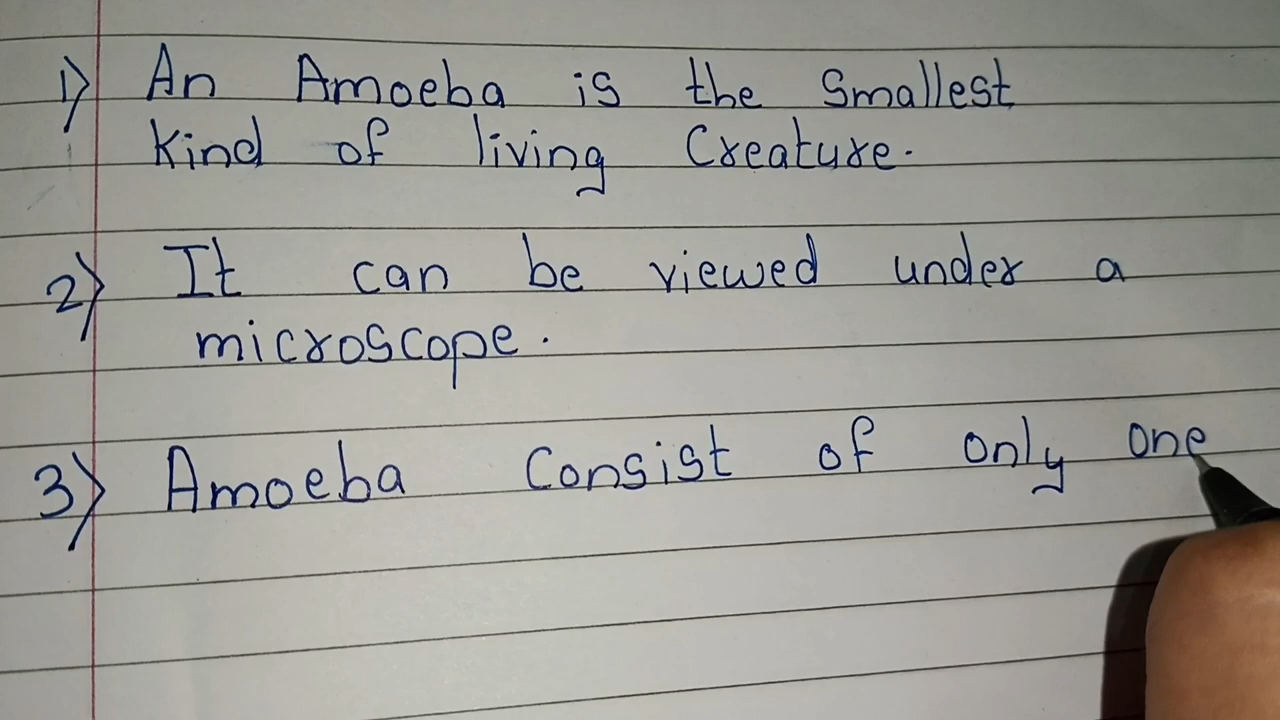 1) An Amoeba is the Smallest
Kind of living Creature.
2) It can be viewed under a
microscope.
3) Amoeba Consist of only one